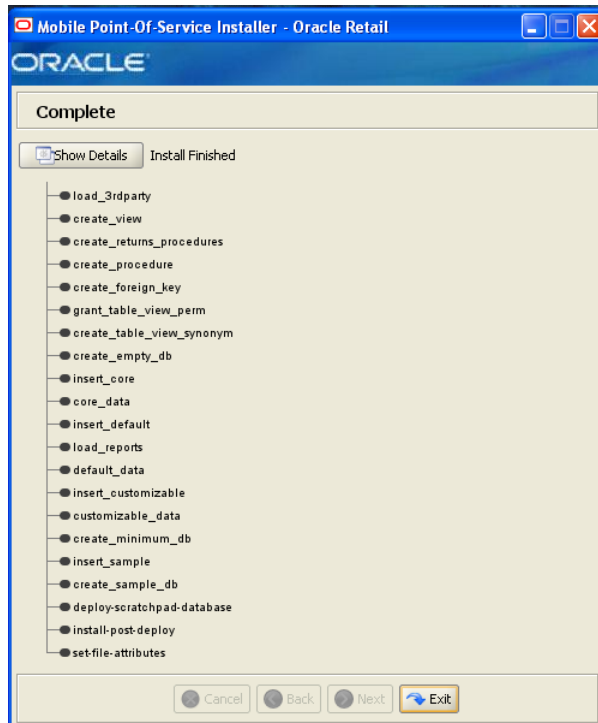 Mobile Point-Of-Service Installer - Oracle Retail
ORACLE
Complete
Show Details Install Finished
load_3rdparty
create_view
create_returns_procedures
create_procedure
create_foreign_key
grant_table_view_perm
create_table_view_synonym
create_empty_db
insert_core
core_data
insert_default
load_reports
default_data
insert_customizable
customizable_data
create_minimum_db
insert_sample
create_sample_db
deploy-scratchpad-database
install-post-deploy
set-file-attributes
Cancel Back Next Exit